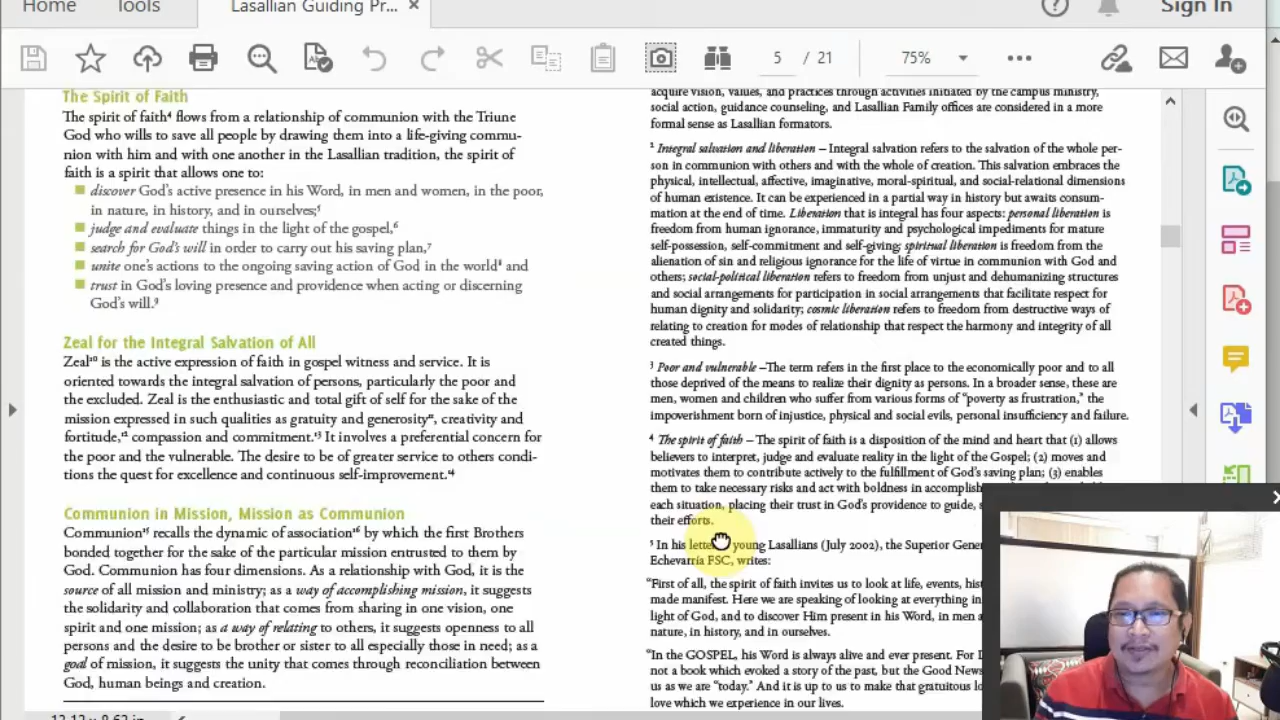 Home
Tools
Lasallian Guiding Pr...
Sign In
5 / 21
75%
The Spirit of Faith
The spirit of faith⁴ flows from a relationship of communion with the Triune
God who wills to save all people by drawing them into a life-giving commu-
nion with him and with one another in the Lasallian tradition, the spirit of
faith is a spirit that allows one to:
discover God's active presence in his Word, in men and women, in the poor,
in nature, in history, and in ourselves;⁵
judge and evaluate things in the light of the gospel,⁶
search for God's will in order to carry out his saving plan,⁷
unite one's actions to the ongoing saving action of God in the world⁸ and
trust in God's loving presence and providence when acting or discerning
God's will.⁹
Zeal for the Integral Salvation of All
Zeal¹⁰ is the active expression of faith in gospel witness and service. It is
oriented towards the integral salvation of persons, particularly the poor and
the excluded. Zeal is the enthusiastic and total gift of self for the sake of the
mission expressed in such qualities as gratuity and generosity¹¹, creativity and
fortitude,¹² compassion and commitment.¹³ It involves a preferential concern for
the poor and the vulnerable. The desire to be of greater service to others condi-
tions the quest for excellence and continuous self-improvement.¹⁴
Communion in Mission, Mission as Communion
Communion¹⁵ recalls the dynamic of association¹⁶ by which the first Brothers
bonded together for the sake of the particular mission entrusted to them by
God. Communion has four dimensions. As a relationship with God, it is the
source of all mission and ministry; as a way of accomplishing mission, it suggests
the solidarity and collaboration that comes from sharing in one vision, one
spirit and one mission; as a way of relating to others, it suggests openness to all
persons and the desire to be brother or sister to all especially those in need; as a
goal of mission, it suggests the unity that comes through reconciliation between
God, human beings and creation.
acquire vision, values, and practices through activities initiated by the campus ministry,
social action, guidance counseling, and Lasallian Family offices are considered in a more
formal sense as Lasallian formators.
Integral salvation and liberation – Integral salvation refers to the salvation of the whole per-
son in communion with others and with the whole of creation. This salvation embraces the
physical, intellectual, affective, imaginative, moral-spiritual, and social-relational dimensions
of human existence. It can be experienced in a partial way in history but awaits consum-
mation at the end of time. Liberation that is integral has four aspects: personal liberation is
freedom from human ignorance, immaturity and psychological impediments for mature
self-possession, self-commitment and self-giving; spiritual liberation is freedom from the
alienation of sin and religious ignorance for the life of virtue in communion with God and
others; social-political liberation refers to freedom from unjust and dehumanizing structures
and social arrangements for participation in social arrangements that facilitate respect for
human dignity and solidarity; cosmic liberation refers to freedom from destructive ways of
relating to creation for modes of relationship that respect the harmony and integrity of all
created things.
³ Poor and vulnerable –The term refers in the first place to the economically poor and to all
those deprived of the means to realize their dignity as persons. In a broader sense, these are
men, women and children who suffer from various forms of "poverty as frustration," the
impoverishment born of injustice, physical and social evils, personal insufficiency and failure.
⁴ The spirit of faith – The spirit of faith is a disposition of the mind and heart that (1) allows
believers to interpret, judge and evaluate reality in the light of the Gospel; (2) moves and
motivates them to contribute actively to the fulfillment of God's saving plan; (3) enables
them to take necessary risks and act with boldness in accomplish
each situation, placing their trust in God's providence to guide,
their efforts.
⁵ In his letter young Lasallians (July 2002), the Superior Gener
Echevarría FSC, writes:
"First of all, the spirit of faith invites us to look at life, events, his
made manifest. Here we are speaking of looking at everything in
light of God, and to discover Him present in his Word, in men a
nature, in history, and in ourselves.
"In the GOSPEL, his Word is always alive and ever present. For
not a book which evoked a story of the past, but the Good News
us as we are "today." And it is up to us to make that gratuitous lo
love which we experience in our lives.